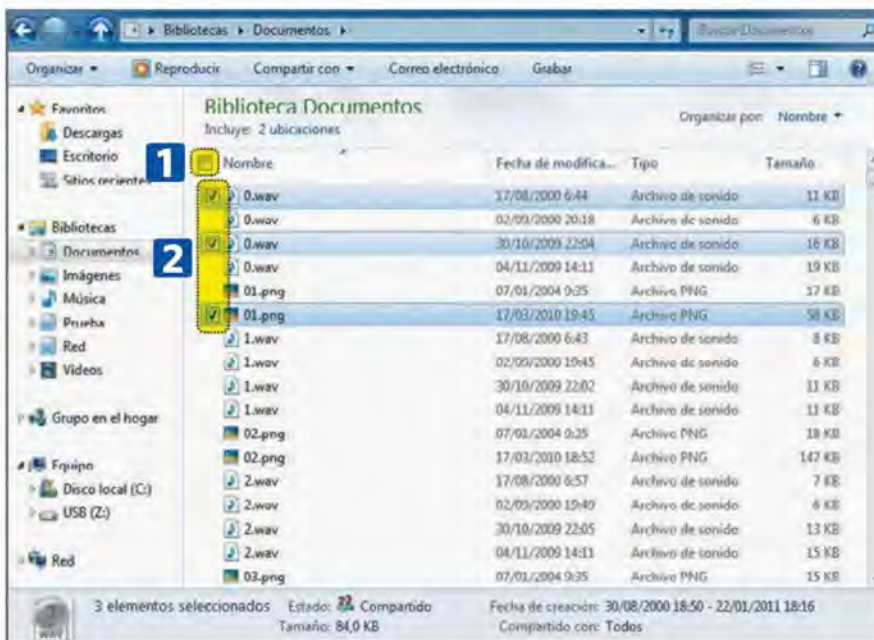 Bibliotecas Documentos
Buscar Documentos
Organizar Reproducir Compartir con Correo electrónico Grabar
Favoritos
Descargas
Escritorio
Sitios recientes
Bibliotecas
Documentos
Imágenes
Música
Prueba
Red
Videos
Grupo en el hogar
Equipo
Disco local (C:)
USB (Z:)
Red
Biblioteca Documentos
Incluye: 2 ubicaciones
Organizar por: Nombre
1
2
Nombre Fecha de modifica... Tipo Tamaño
0.wav 17/08/2000 6:44 Archivo de sonido 11 KB
0.wav 02/09/2000 20:18 Archivo de sonido 6 KB
0.wav 30/10/2009 22:04 Archivo de sonido 16 KB
0.wav 04/11/2009 14:11 Archivo de sonido 19 KB
01.png 07/01/2004 9:35 Archivo PNG 17 KB
01.png 17/03/2010 19:45 Archivo PNG 58 KB
1.wav 17/08/2000 6:43 Archivo de sonido 8 KB
1.wav 02/09/2000 19:45 Archivo de sonido 6 KB
1.wav 30/10/2009 22:02 Archivo de sonido 11 KB
1.wav 04/11/2009 14:11 Archivo de sonido 11 KB
02.png 07/01/2004 9:35 Archivo PNG 18 KB
02.png 17/03/2010 18:52 Archivo PNG 147 KB
2.wav 17/08/2000 6:57 Archivo de sonido 7 KB
2.wav 02/09/2000 19:49 Archivo de sonido 6 KB
2.wav 30/10/2009 22:05 Archivo de sonido 13 KB
2.wav 04/11/2009 14:11 Archivo de sonido 15 KB
03.png 07/01/2004 9:35 Archivo PNG 15 KB
WAV
3 elementos seleccionados Estado: Compartido Fecha de creación: 30/08/2000 18:50 - 22/01/2011 18:16
Tamaño: 84,0 KB Compartido con: Todos